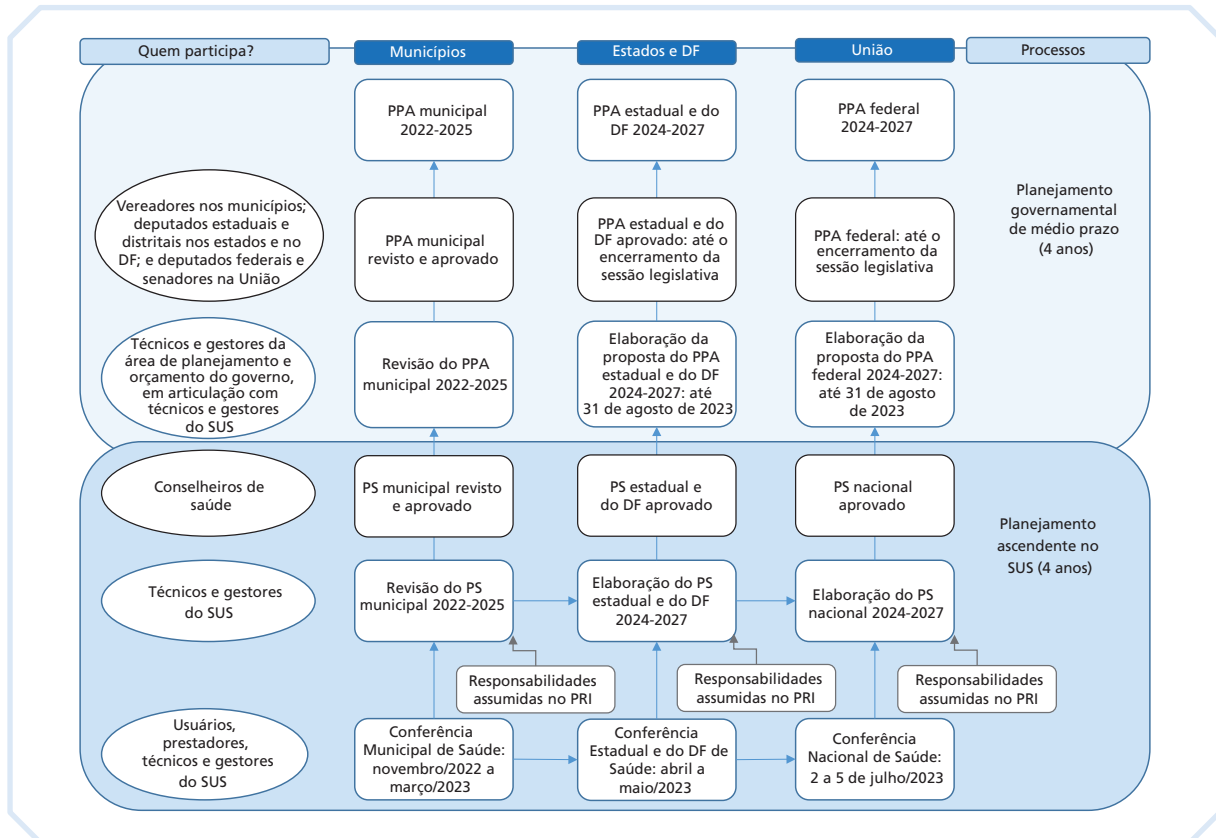 Quem participa?
Municípios
Estados e DF
União
Processos
PPA municipal
2022-2025
PPA estadual e do
DF 2024-2027
PPA federal
2024-2027
Vereadores nos municípios;
deputados estaduais e
distritais nos estados e no
DF; e deputados federais e
senadores na União
PPA municipal
revisto e aprovado
PPA estadual e do
DF aprovado: até o
encerramento da
sessão legislativa
PPA federal: até o
encerramento da
sessão legislativa
Planejamento
governamental
de médio prazo
(4 anos)
Técnicos e gestores da
área de planejamento e
orçamento do governo,
em articulação com
técnicos e gestores
do SUS
Revisão do PPA
municipal 2022-2025
Elaboração da
proposta do PPA
estadual e do DF
2024-2027: até
31 de agosto de 2023
Elaboração da
proposta do PPA
federal 2024-2027:
até 31 de agosto
de 2023
Conselheiros de
saúde
PS municipal revisto
e aprovado
PS estadual e
do DF aprovado
PS nacional
aprovado
Planejamento
ascendente no
SUS (4 anos)
Técnicos e gestores
do SUS
Revisão do PS
municipal 2022-2025
Elaboração do PS
estadual e do DF
2024-2027
Elaboração do PS
nacional 2024-2027
Responsabilidades
assumidas no PRI
Responsabilidades
assumidas no PRI
Responsabilidades
assumidas no PRI
Usuários,
prestadores,
técnicos e gestores
do SUS
Conferência
Municipal de Saúde:
novembro/2022 a
março/2023
Conferência
Estadual e do DF de
Saúde: abril a
maio/2023
Conferência
Nacional de Saúde:
2 a 5 de julho/2023